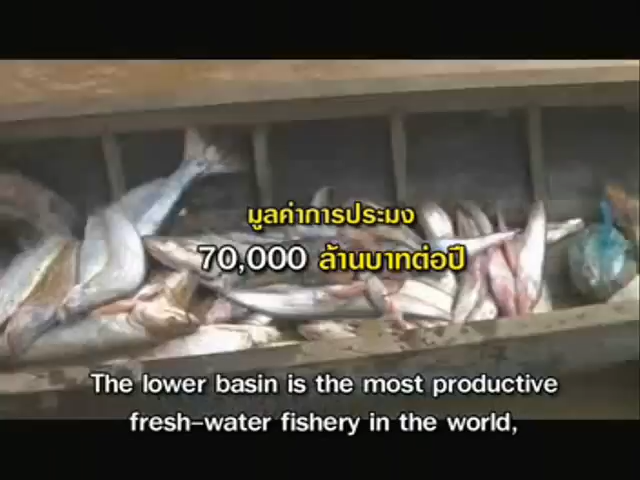 มูลค่าการประมง
70,000 ล้านบาทต่อปี
The lower basin is the most productive
fresh-water fishery in the world,